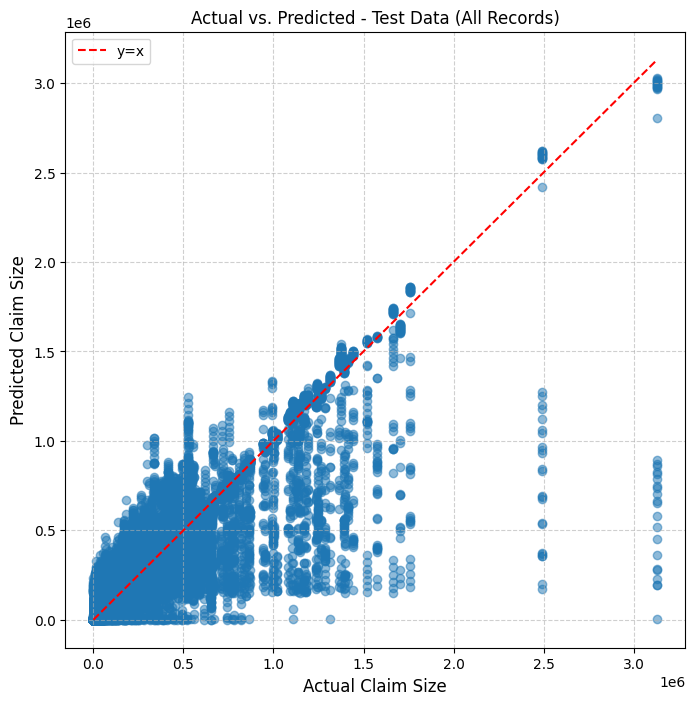 Actual vs. Predicted - Test Data (All Records)
1e6
y=x
3.0
2.5
2.0
1.5
1.0
0.5
0.0
Predicted Claim Size
0.0 0.5 1.0 1.5 2.0 2.5 3.0
1e6
Actual Claim Size